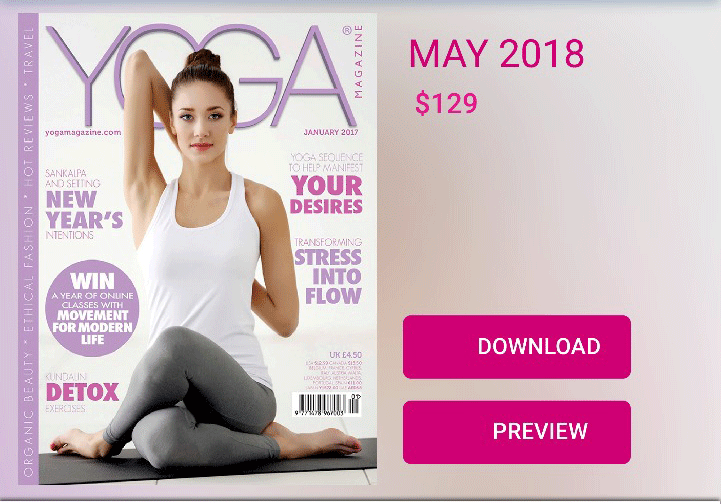 YOGA®
MAGAZINE
ORGANIC BEAUTY * ETHICAL FASHION * HOT REVIEWS * TRAVEL
yogamagazine.com
JANUARY 2017
SANKALPA
AND SETTING
NEW
YEAR'S
INTENTIONS
WIN
A YEAR OF ONLINE
CLASSES WITH
MOVEMENT
FOR MODERN
LIFE
KUNDALINI
DETOX
EXERCISES
YOGA SEQUENCE
TO HELP MANIFEST
YOUR
DESIRES
TRANSFORMING
STRESS
INTO
FLOW
UK £4.50
MAY 2018
$129
DOWNLOAD
PREVIEW